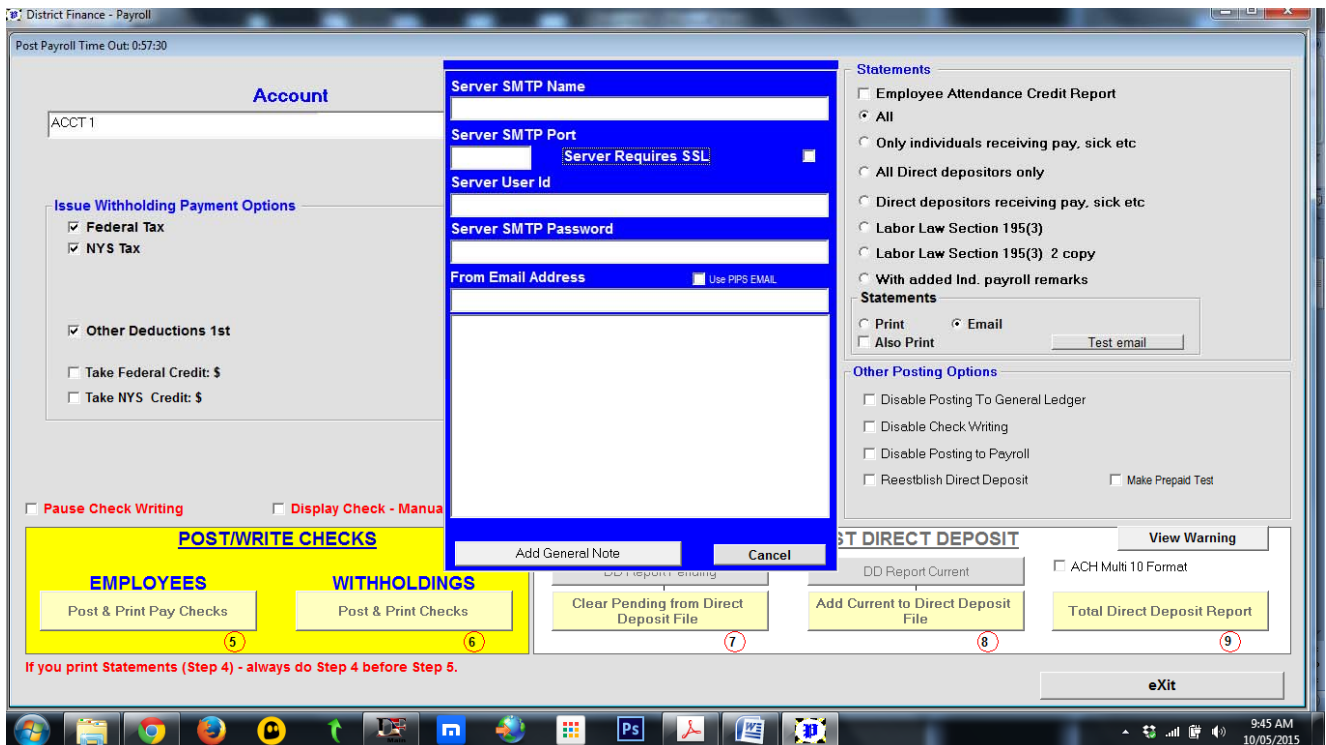 District Finance - Payroll
Post Payroll Time Out: 0:57:30
Account
ACCT 1
Issue Withholding Payment Options
Federal Tax
NYS Tax
Other Deductions 1st
Take Federal Credit: $
Take NYS Credit: $
Pause Check Writing
Display Check - Manua
Server SMTP Name
Server SMTP Port
Server Requires SSL
Server User Id
Server SMTP Password
From Email Address
Use PIPS EMAIL
Add General Note
Cancel
Statements
Employee Attendance Credit Report
All
Only individuals receiving pay, sick etc
All Direct depositors only
Direct depositors receiving pay, sick etc
Labor Law Section 195(3)
Labor Law Section 195(3) 2 copy
With added Ind. payroll remarks
Statements
Print
Email
Also Print
Test email
Other Posting Options
Disable Posting To General Ledger
Disable Check Writing
Disable Posting to Payroll
Reestblish Direct Deposit
Make Prepaid Test
POST/WRITE CHECKS
EMPLOYEES
WITHHOLDINGS
Post & Print Pay Checks
Post & Print Checks
5
6
ST DIRECT DEPOSIT
View Warning
DD Report Pending
DD Report Current
ACH Multi 10 Format
Clear Pending from Direct
Deposit File
Add Current to Direct Deposit
File
Total Direct Deposit Report
7
8
9
If you print Statements (Step 4) - always do Step 4 before Step 5.
eXit
Ps
9:45 AM
10/05/2015